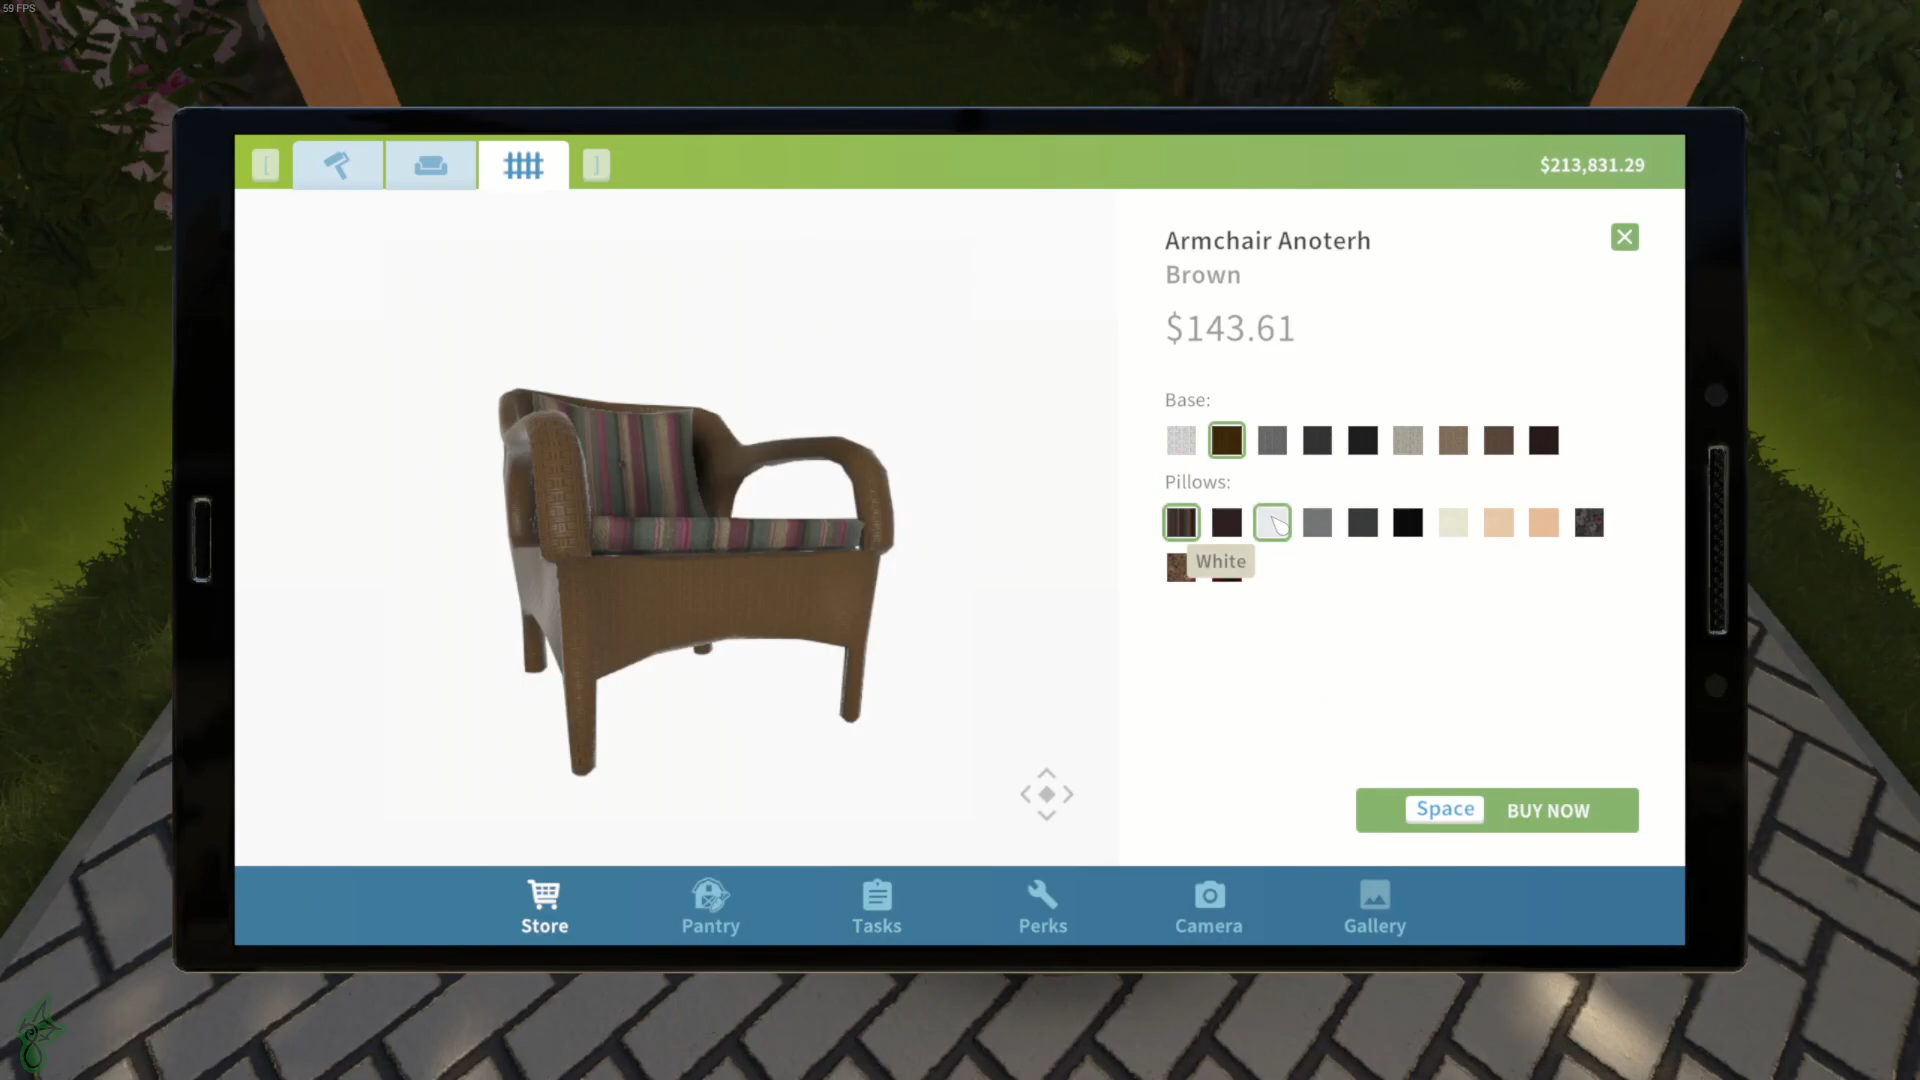 59 FPS
[
]
$213,831.29
Armchair Anoterh
Brown
$143.61
Base:
Pillows:
White
Space BUY NOW
Store
Pantry
Tasks
Perks
Camera
Gallery